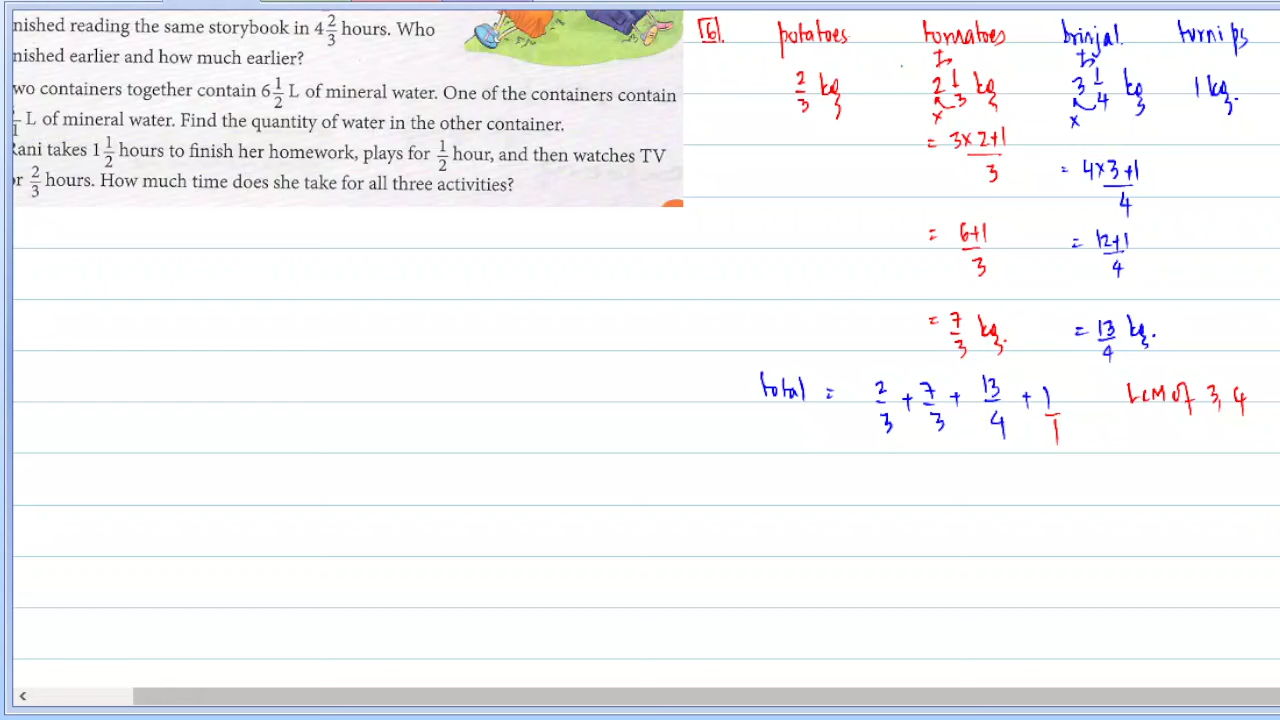 nished reading the same storybook in 4 2/3 hours. Who
nished earlier and how much earlier?
wo containers together contain 6 1/2 L of mineral water. One of the containers contain
L of mineral water. Find the quantity of water in the other container.
Rani takes 1 1/2 hours to finish her homework, plays for 1/2 hour, and then watches TV
or 2/3 hours. How much time does she take for all three activities?
6. potatoes tomatoes brinjal. turnips
2/3 kg 2 1/3 kg 3 1/4 kg 1 kg.
= 3×2+1/3 = 4×3+1/4
= 6+1/3 = 12+1/4
= 7/3 kg. = 13/4 kg.
total = 2/3 + 7/3 + 13/4 + 1/1 LCM of 3, 4